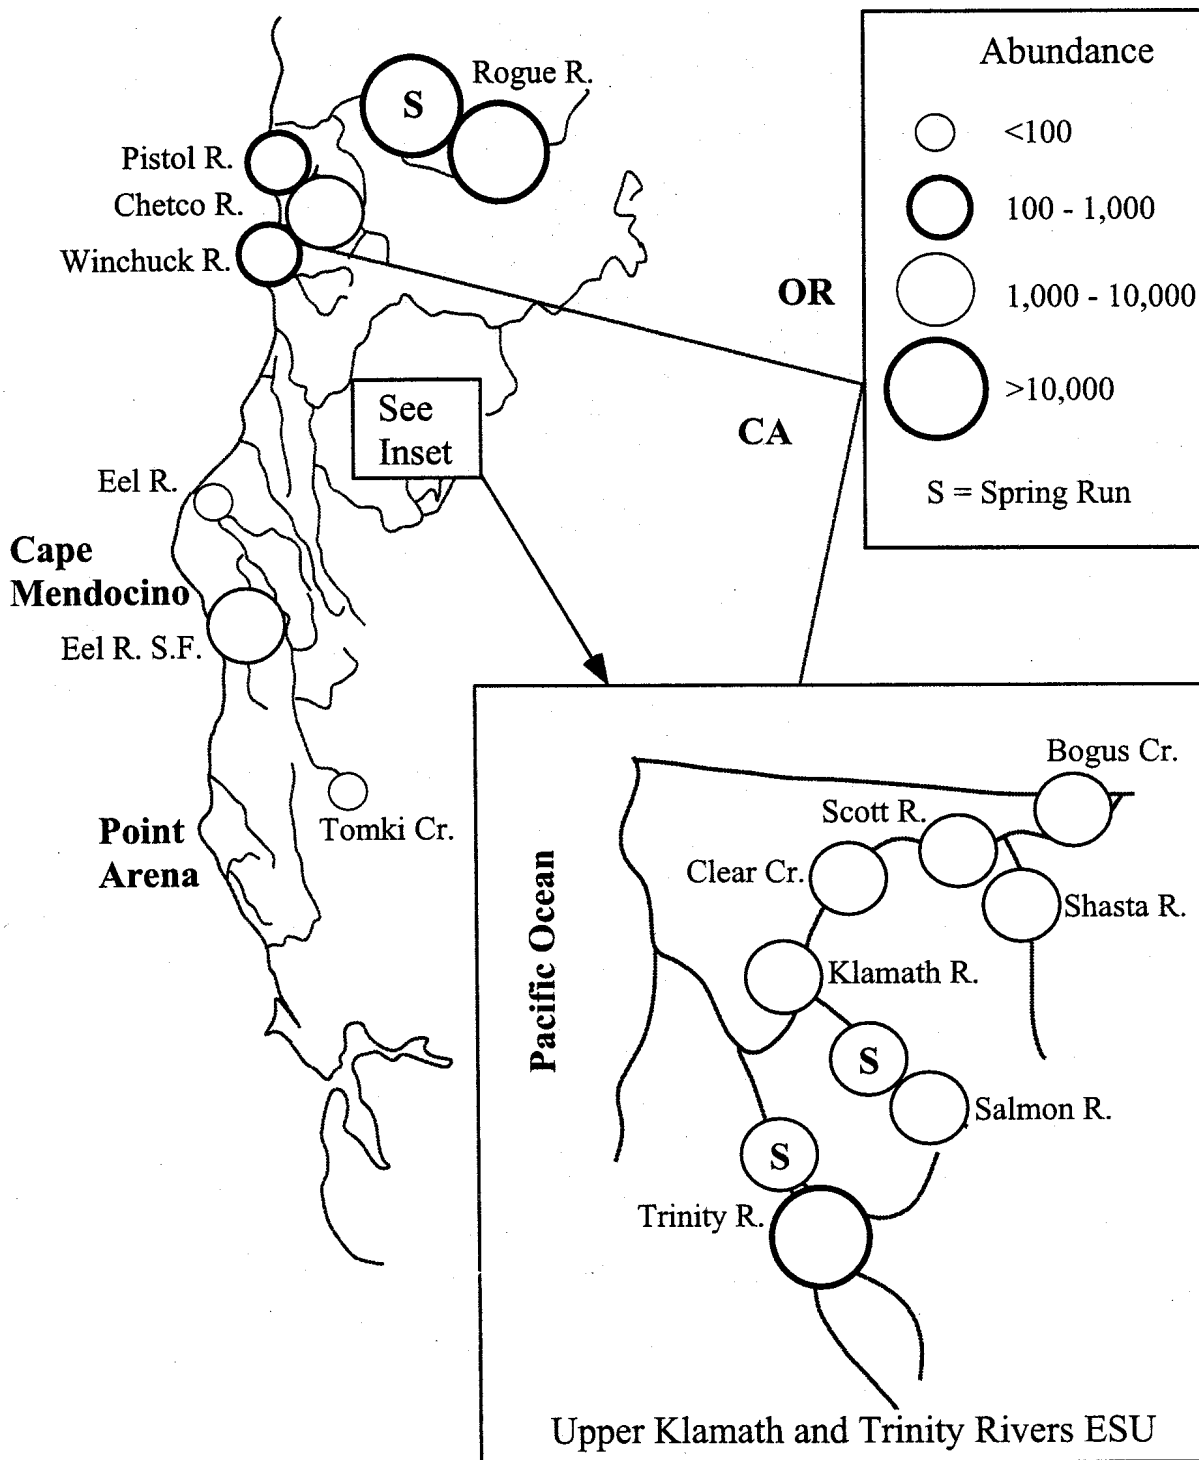 Rogue R.
S
Pistol R.
Chetco R.
Winchuck R.
OR
CA
See
Inset
Eel R.
Cape
Mendocino
Eel R. S.F.
Point
Arena
Tomki Cr.
Abundance
<100
100 - 1,000
1,000 - 10,000
>10,000
S = Spring Run
Bogus Cr.
Scott R.
Clear Cr.
Shasta R.
Klamath R.
Pacific Ocean
S
Salmon R.
S
Trinity R.
Upper Klamath and Trinity Rivers ESU